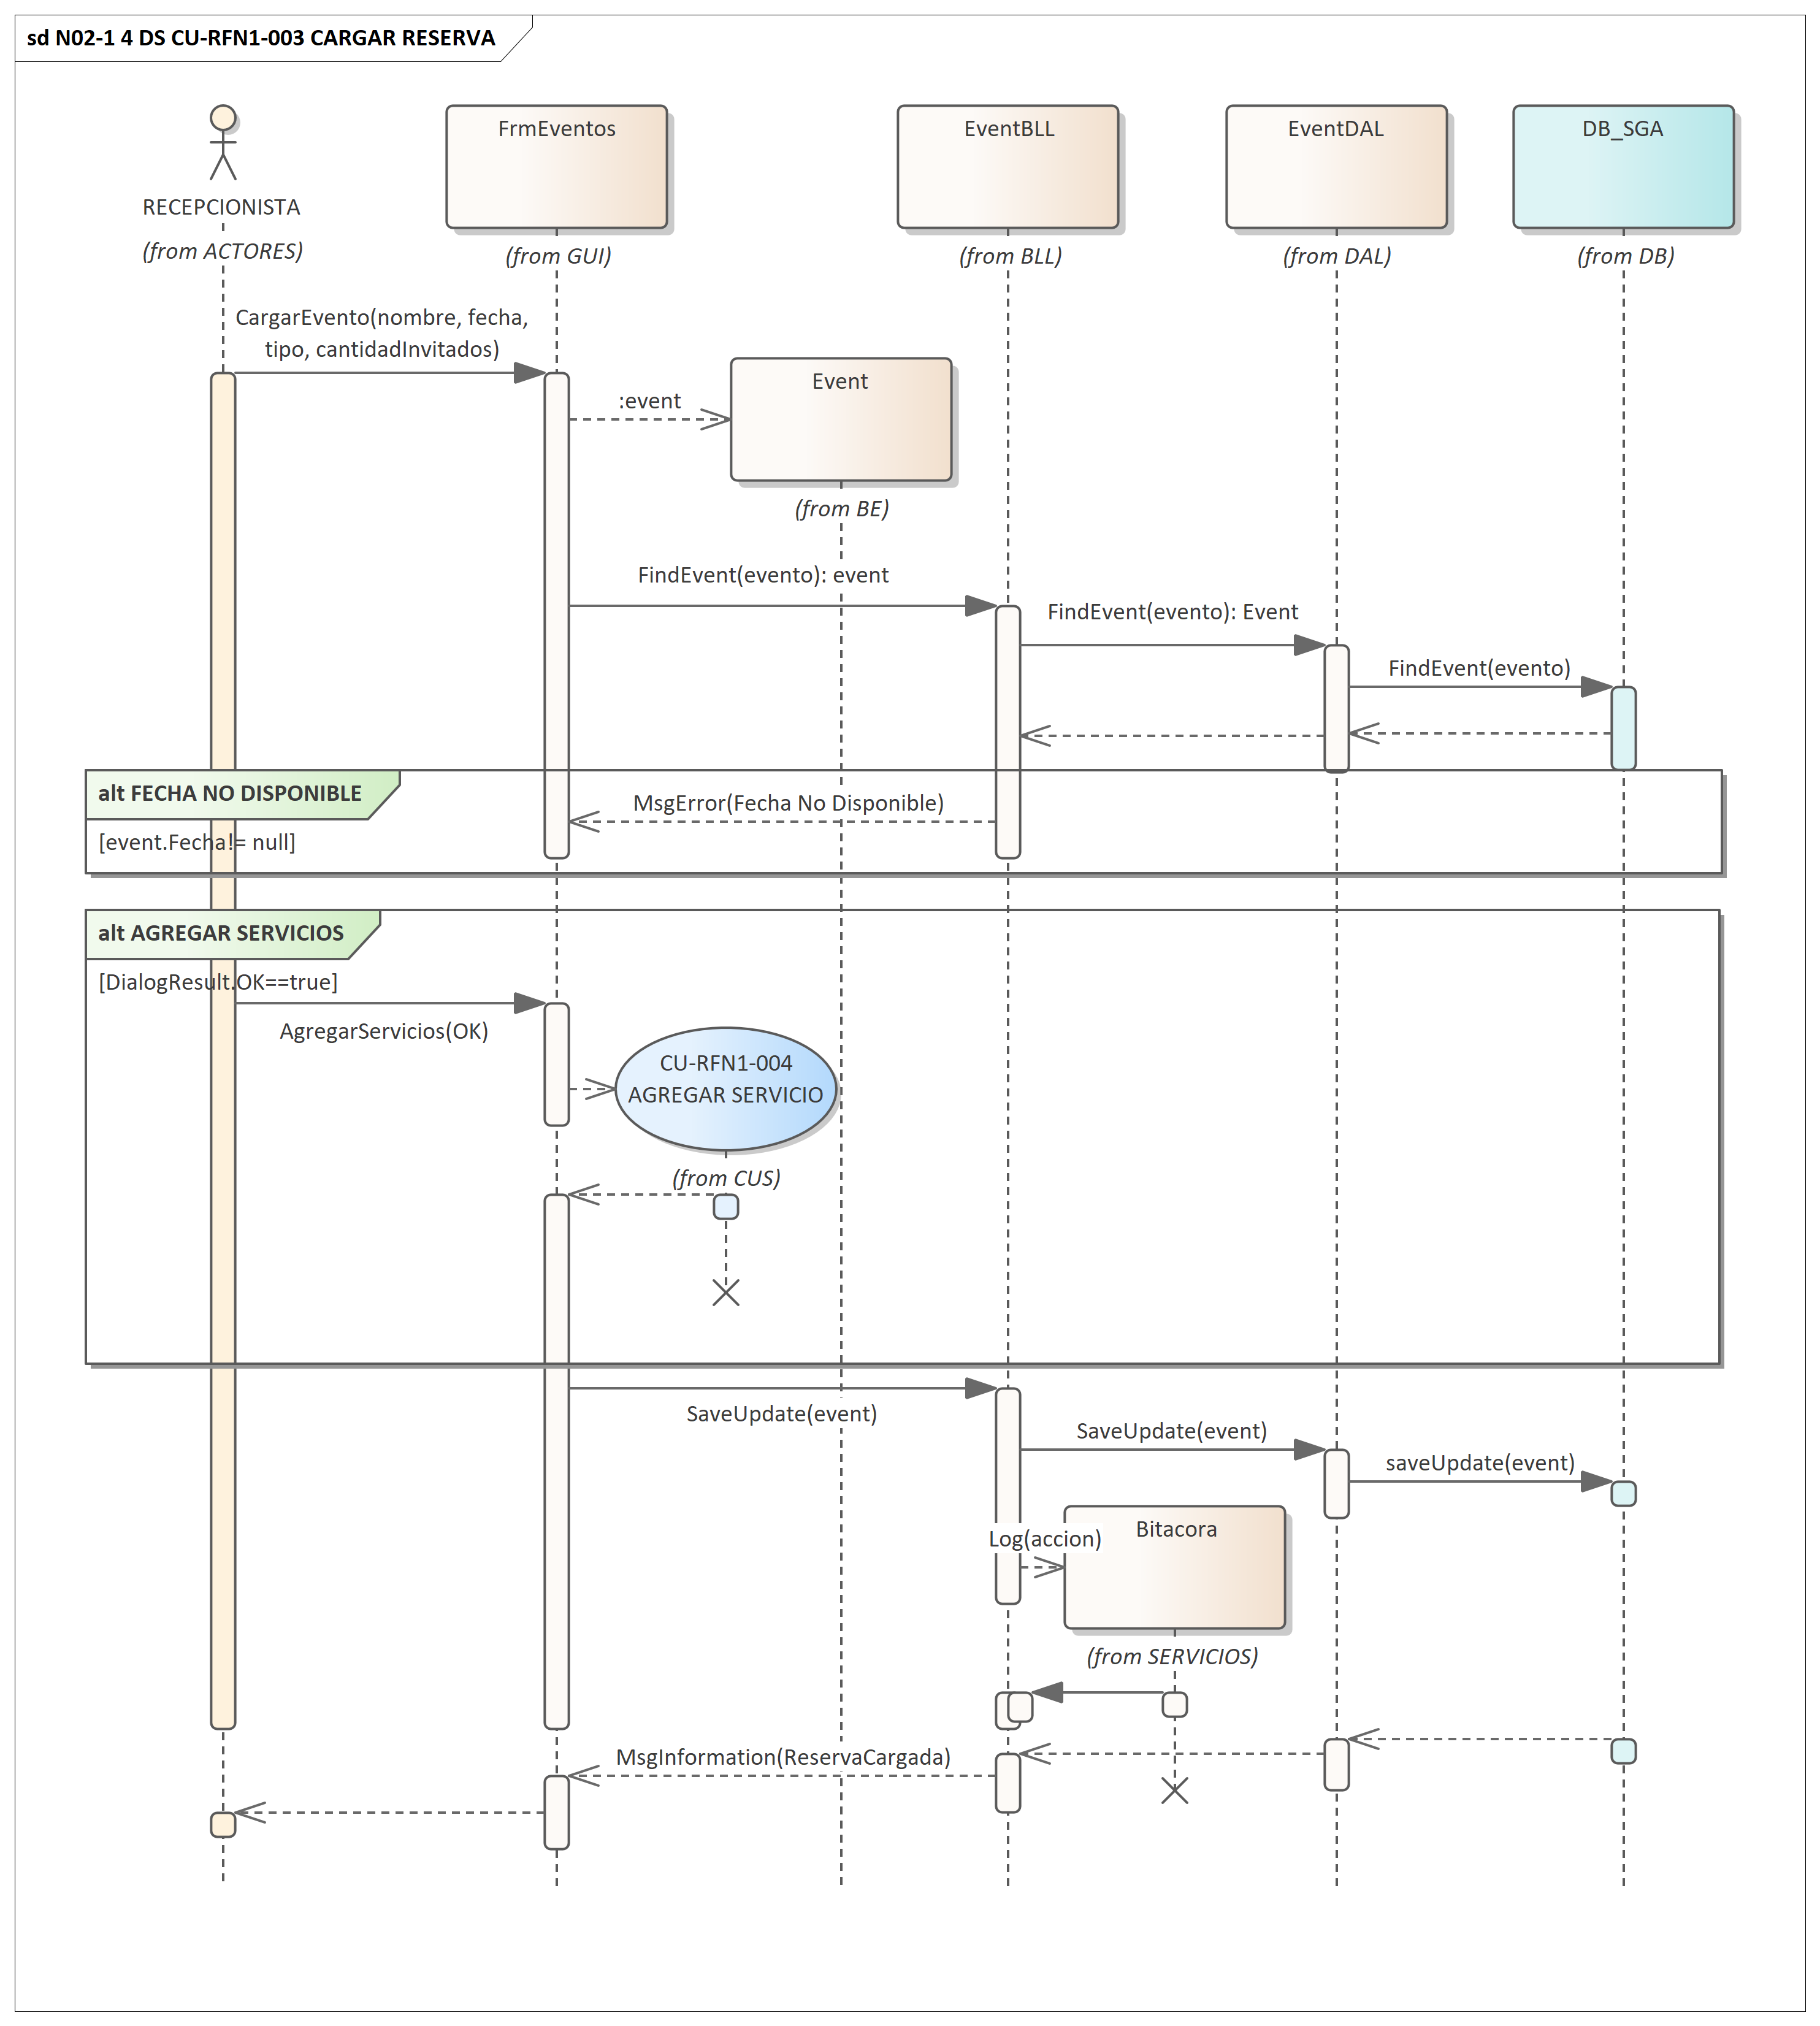 sd N02-1 4 DS CU-RFN1-003 CARGAR RESERVA
RECEPCIONISTA
(from ACTORES)
FrmEventos
(from GUI)
EventBLL
(from BLL)
EventDAL
(from DAL)
DB_SGA
(from DB)
CargarEvento(nombre, fecha,
tipo, cantidadInvitados)
:event
Event
(from BE)
FindEvent(evento): event
FindEvent(evento): Event
FindEvent(evento)
alt FECHA NO DISPONIBLE
MsgError(Fecha No Disponible)
[event.Fecha!= null]
alt AGREGAR SERVICIOS
[DialogResult.OK==true]
AgregarServicios(OK)
CU-RFN1-004
AGREGAR SERVICIO
(from CUS)
SaveUpdate(event)
SaveUpdate(event)
saveUpdate(event)
Log(accion)
Bitacora
(from SERVICIOS)
MsgInformation(ReservaCargada)